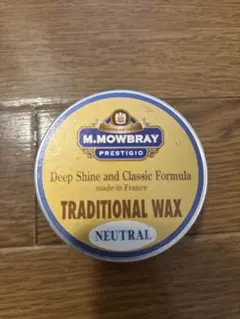 M.MOWBRAY
PRESTIGIO
Deep Shine and Classic Formula
made in France
TRADITIONAL WAX
NEUTRAL